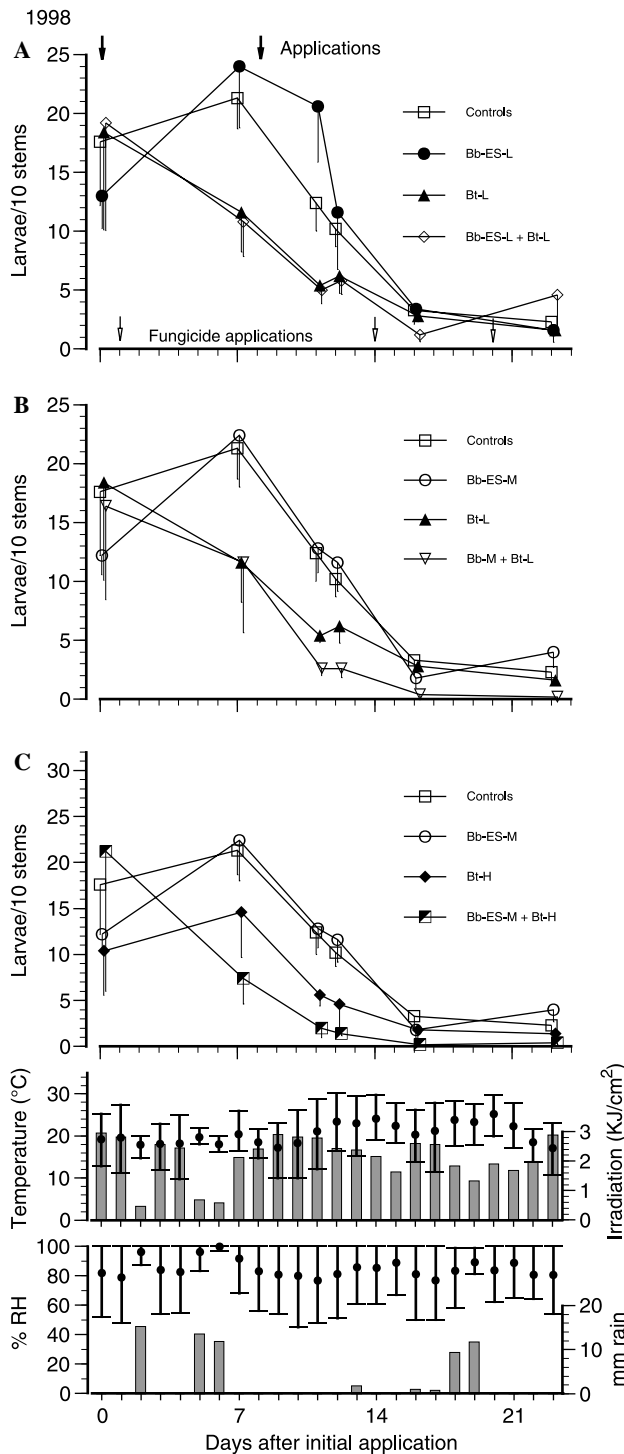 1998
A
Applications
25
20
15
10
5
0
Larvae/10 stems
Controls
Bb-ES-L
Bt-L
Bb-ES-L + Bt-L
Fungicide applications
B
25
20
15
10
5
0
Larvae/10 stems
Controls
Bb-ES-M
Bt-L
Bb-M + Bt-L
C
30
25
20
15
10
5
0
Larvae/10 stems
Controls
Bb-ES-M
Bt-H
Bb-ES-M + Bt-H
Temperature (°C)
30
20
10
0
3
2
1
0
Irradiation (KJ/cm²)
% RH
100
80
60
40
20
0
20
10
0
mm rain
0 7 14 21
Days after initial application